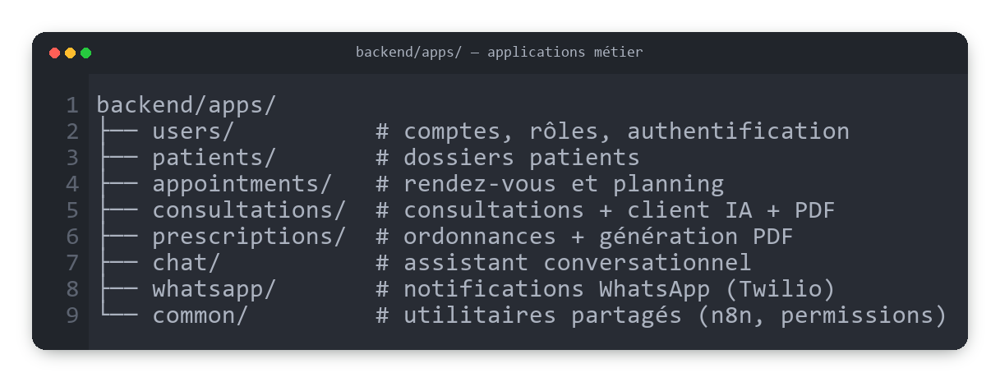 backend/apps/ — applications métier
1 backend/apps/
2 ├── users/          # comptes, rôles, authentification
3 ├── patients/       # dossiers patients
4 ├── appointments/   # rendez-vous et planning
5 ├── consultations/  # consultations + client IA + PDF
6 ├── prescriptions/  # ordonnances + génération PDF
7 ├── chat/           # assistant conversationnel
8 ├── whatsapp/       # notifications WhatsApp (Twilio)
9 └── common/         # utilitaires partagés (n8n, permissions)